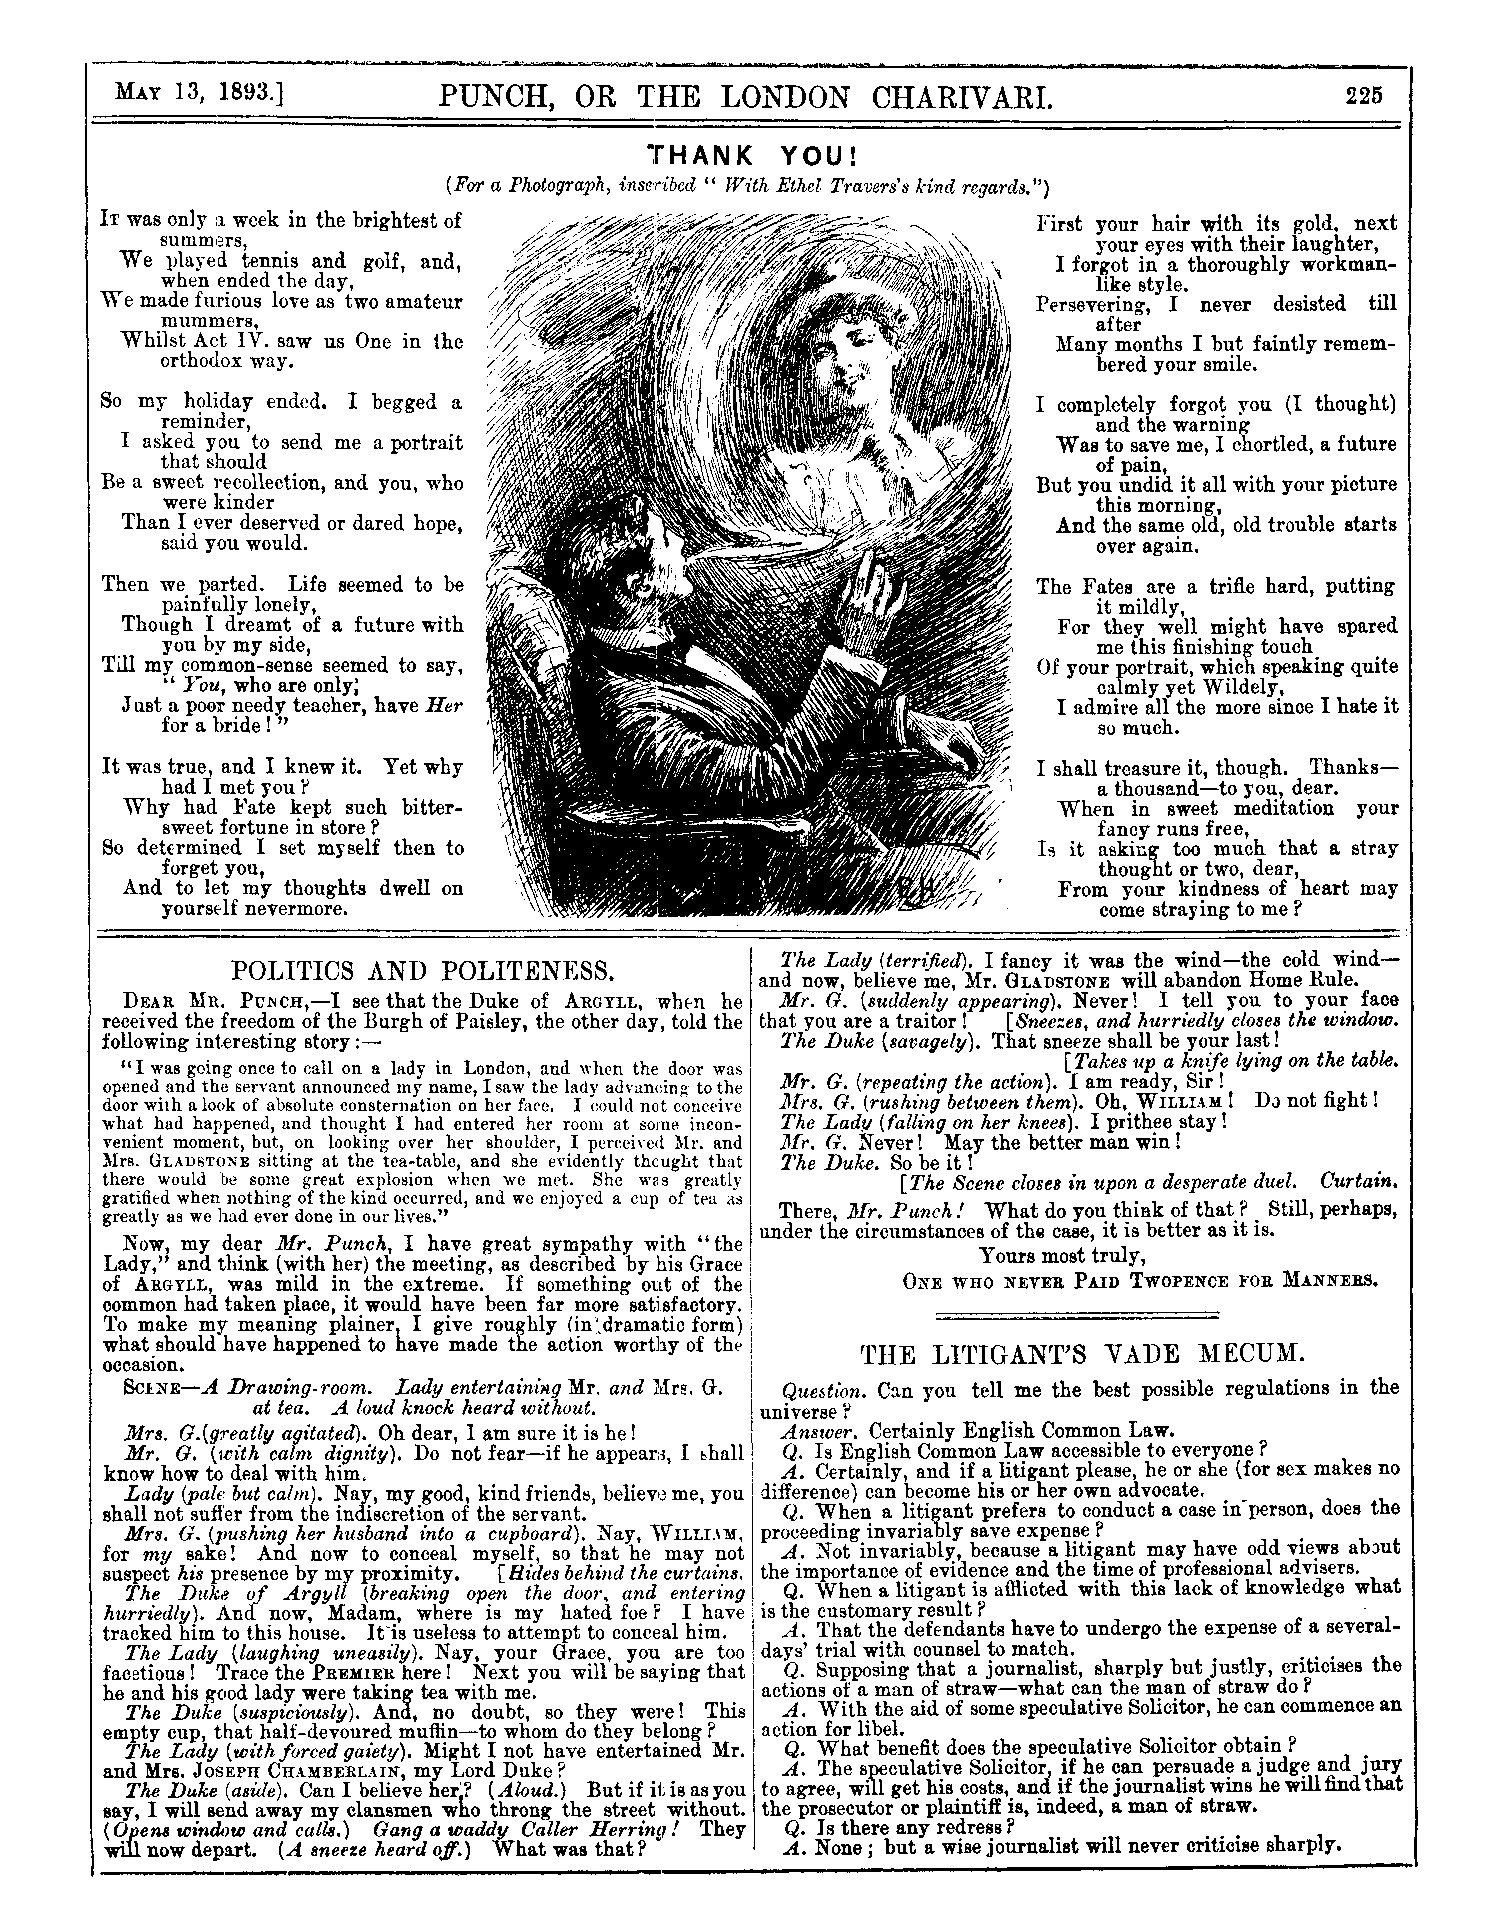 MAY 13, 1893.]
PUNCH, OR THE LONDON CHARIVARI.
225
THANK YOU!
(For a Photograph, inscribed " With Ethel Travers's kind regards.")
IT was only a week in the brightest of
summers,
We played tennis and golf, and,
when ended the day,
We made furious love as two amateur
mummers,
Whilst Act IV. saw us One in the
orthodox way.
So my holiday ended. I begged a
reminder,
I asked you to send me a portrait
that should
Be a sweet recollection, and you, who
were kinder
Than I ever deserved or dared hope,
said you would.
Then we parted. Life seemed to be
painfully lonely,
Though I dreamt of a future with
you by my side,
Till my common-sense seemed to say,
" You, who are only
Just a poor needy teacher, have Her
for a bride!"
It was true, and I knew it. Yet why
had I met you?
Why had Fate kept such bitter-
sweet fortune in store?
So determined I set myself then to
forget you,
And to let my thoughts dwell on
yourself nevermore.
First your hair with its gold, next
your eyes with their laughter,
I forgot in a thoroughly workman-
like style.
Persevering, I never desisted till
after
Many months I but faintly remem-
bered your smile.
I completely forgot you (I thought)
and the warning
Was to save me, I chortled, a future
of pain,
But you undid it all with your picture
this morning,
And the same old, old trouble starts
over again.
The Fates are a trifle hard, putting
it mildly,
For they well might have spared
me this finishing touch
Of your portrait, which speaking quite
calmly yet Wildely,
I admire all the more since I hate it
so much.
I shall treasure it, though. Thanks—
a thousand—to you, dear.
When in sweet meditation your
fancy runs free,
Is it asking too much that a stray
thought or two, dear,
From your kindness of heart may
come straying to me?
POLITICS AND POLITENESS.
DEAR MR. PUNCH,—I see that the Duke of ARGYLL, when he
received the freedom of the Burgh of Paisley, the other day, told the
following interesting story:—
"I was going once to call on a lady in London, and when the door was
opened and the servant announced my name, I saw the lady advancing to the
door with a look of absolute consternation on her face. I could not conceive
what had happened, and thought I had entered her room at some incon-
venient moment, but, on looking over her shoulder, I perceived Mr. and
Mrs. GLADSTONE sitting at the tea-table, and she evidently thought that
there would be some great explosion when we met. She was greatly
gratified when nothing of the kind occurred, and we enjoyed a cup of tea as
greatly as we had ever done in our lives."
Now, my dear Mr. Punch, I have great sympathy with "the
Lady," and think (with her) the meeting, as described by his Grace
of ARGYLL, was mild in the extreme. If something out of the
common had taken place, it would have been far more satisfactory.
To make my meaning plainer, I give roughly (in dramatic form)
what should have happened to have made the action worthy of the
occasion.
SCENE—A Drawing-room. Lady entertaining Mr. and Mrs. G.
at tea. A loud knock heard without.
Mrs. G.(greatly agitated). Oh dear, I am sure it is he!
Mr. G. (with calm dignity). Do not fear—if he appears, I shall
know how to deal with him.
Lady (pale but calm). Nay, my good, kind friends, believe me, you
shall not suffer from the indiscretion of the servant.
Mrs. G. (pushing her husband into a cupboard). Nay, WILLIAM,
for my sake! And now to conceal myself, so that he may not
suspect his presence by my proximity. [Hides behind the curtains.
The Duke of Argyll (breaking open the door, and entering
hurriedly). And now, Madam, where is my hated foe? I have
tracked him to this house. It is useless to attempt to conceal him.
The Lady (laughing uneasily). Nay, your Grace, you are too
facetious! Trace the PREMIER here! Next you will be saying that
he and his good lady were taking tea with me.
The Duke (suspiciously). And, no doubt, so they were! This
empty cup, that half-devoured muffin—to whom do they belong?
The Lady (with forced gaiety). Might I not have entertained Mr.
and Mrs. JOSEPH CHAMBERLAIN, my Lord Duke?
The Duke (aside). Can I believe her? (Aloud.) But if it is as you
say, I will send away my clansmen who throng the street without.
(Opens window and calls.) Gang a waddy Caller Herring! They
will now depart. (A sneeze heard off.) What was that?
The Lady (terrified). I fancy it was the wind—the cold wind—
and now, believe me, Mr. GLADSTONE will abandon Home Rule.
Mr. G. (suddenly appearing). Never! I tell you to your face
that you are a traitor! [Sneezes, and hurriedly closes the window.
The Duke (savagely). That sneeze shall be your last!
[Takes up a knife lying on the table.
Mr. G. (repeating the action). I am ready, Sir!
Mrs. G. (rushing between them). Oh, WILLIAM! Do not fight!
The Lady (falling on her knees). I prithee stay!
Mr. G. Never! May the better man win!
The Duke. So be it!
[The Scene closes in upon a desperate duel. Curtain.
There, Mr. Punch! What do you think of that? Still, perhaps,
under the circumstances of the case, it is better as it is.
Yours most truly,
ONE WHO NEVER PAID TWOPENCE FOR MANNERS.
THE LITIGANT'S VADE MECUM.
Question. Can you tell me the best possible regulations in the
universe?
Answer. Certainly English Common Law.
Q. Is English Common Law accessible to everyone?
A. Certainly, and if a litigant please, he or she (for sex makes no
difference) can become his or her own advocate.
Q. When a litigant prefers to conduct a case in person, does the
proceeding invariably save expense?
A. Not invariably, because a litigant may have odd views about
the importance of evidence and the time of professional advisers.
Q. When a litigant is afflicted with this lack of knowledge what
is the customary result?
A. That the defendants have to undergo the expense of a several-
days' trial with counsel to match.
Q. Supposing that a journalist, sharply but justly, criticises the
actions of a man of straw—what can the man of straw do?
A. With the aid of some speculative Solicitor, he can commence an
action for libel.
Q. What benefit does the speculative Solicitor obtain?
A. The speculative Solicitor, if he can persuade a judge and jury
to agree, will get his costs, and if the journalist wins he will find that
the prosecutor or plaintiff is, indeed, a man of straw.
Q. Is there any redress?
A. None; but a wise journalist will never criticise sharply.